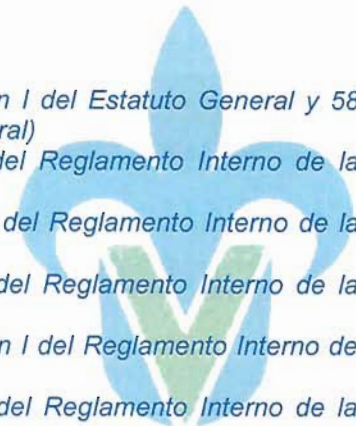 n I del Estatuto General y 58
ral)
del Reglamento Interno de la
del Reglamento Interno de la
del Reglamento Interno de la
n I del Reglamento Interno de
del Reglamento Interno de la